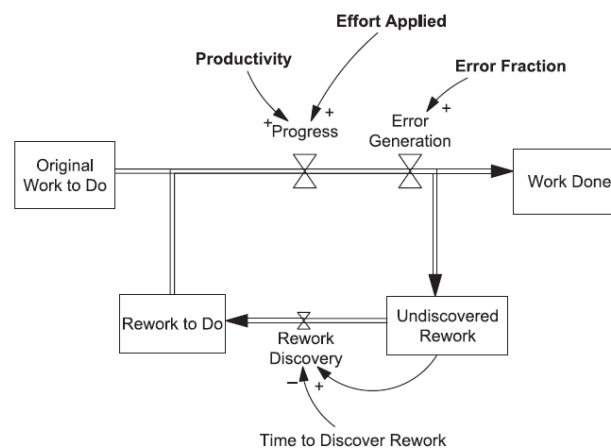 Effort Applied
Productivity
Error Fraction
+
+
+
Progress
Error
Generation
Original
Work to Do
Work Done
Rework to Do
Undiscovered
Rework
Rework
Discovery
– +
Time to Discover Rework